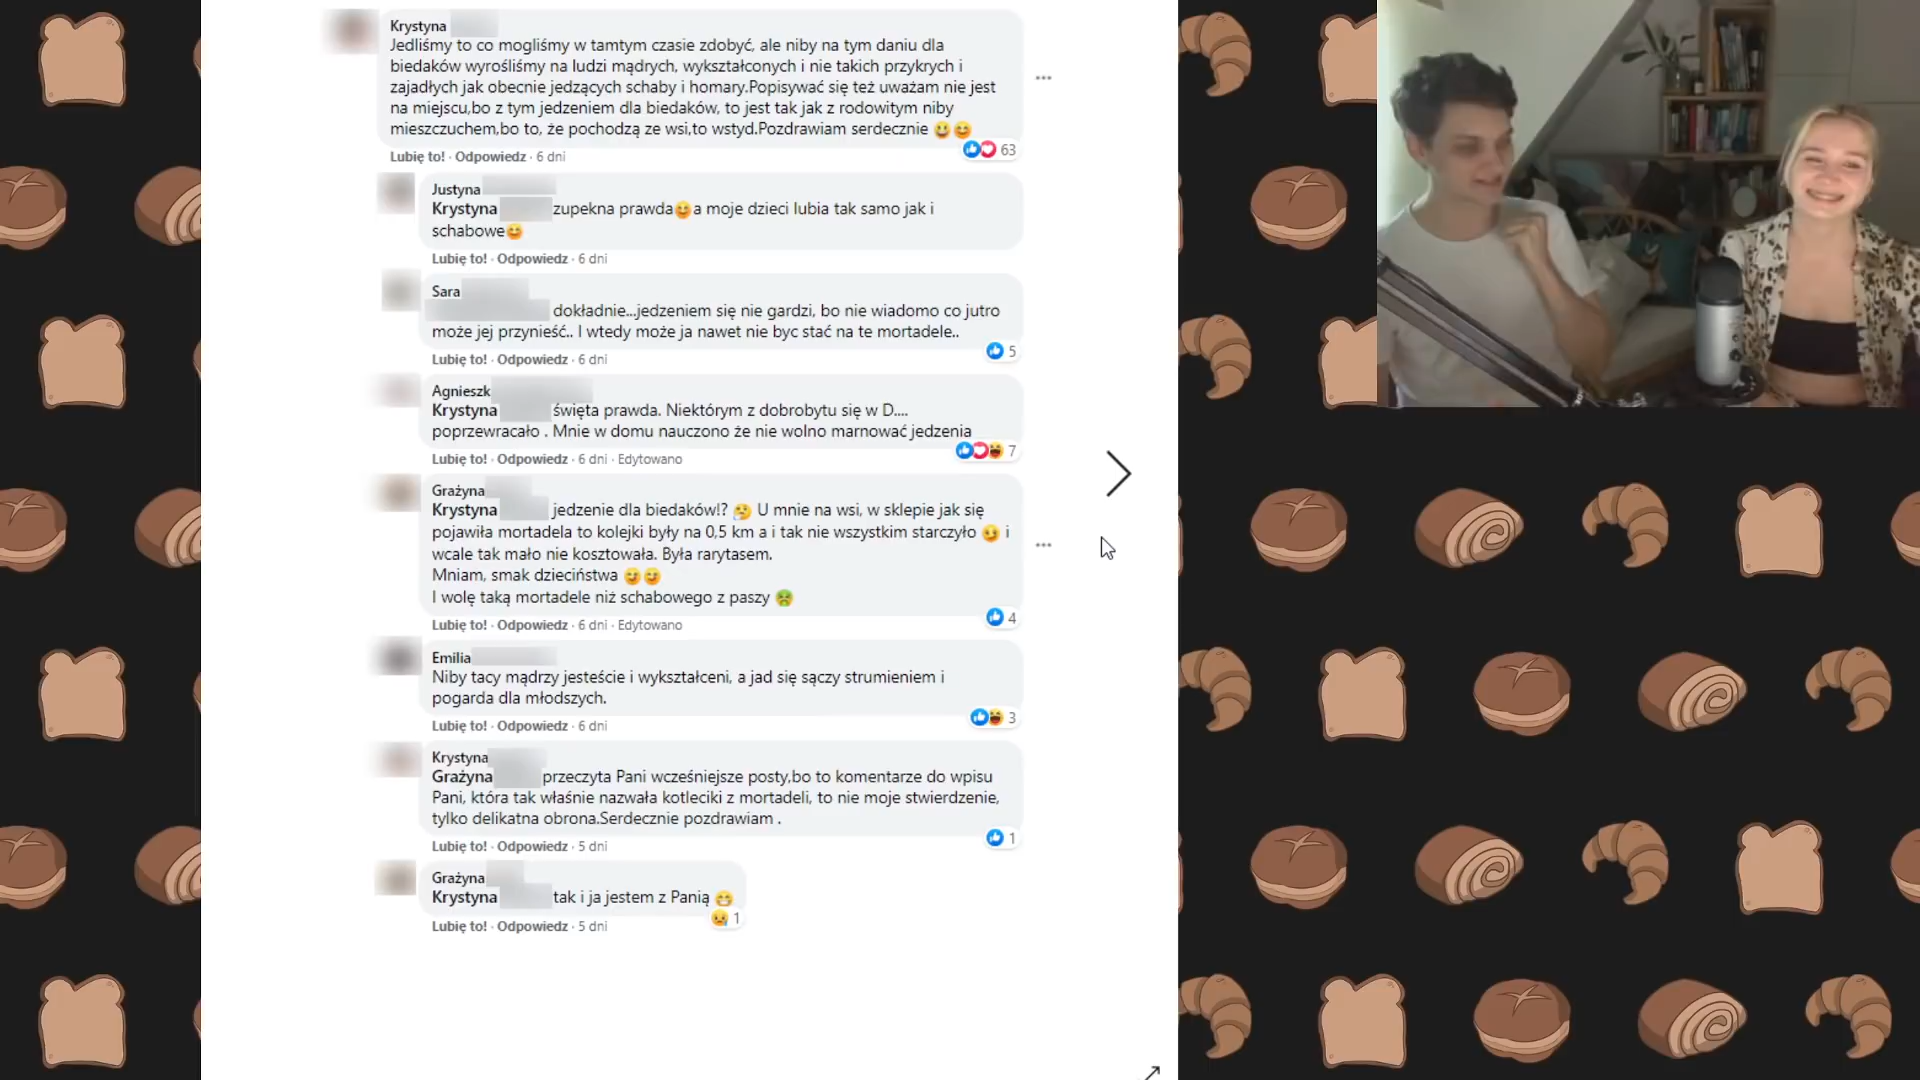 Krystyna
Jedliśmy to co mogliśmy w tamtym czasie zdobyć, ale niby na tym daniu dla
biedaków wyrośliśmy na ludzi mądrych, wykształconych i nie takich przykrych i
zajadłych jak obecnie jedzących schaby i homary.Popisywać się też uważam nie jest
na miejscu,bo z tym jedzeniem dla biedaków, to jest tak jak z rodowitym niby
mieszczuchem,bo to, że pochodzą ze wsi,to wstyd.Pozdrawiam serdecznie 😃😊
63
Lubię to! · Odpowiedz · 6 dni
Justyna
Krystyna zupekna prawda😊a moje dzieci lubia tak samo jak i
schabowe😊
Lubię to! · Odpowiedz · 6 dni
Sara
dokładnie...jedzeniem się nie gardzi, bo nie wiadomo co jutro
może jej przynieść.. I wtedy może ja nawet nie byc stać na te mortadele..
5
Lubię to! · Odpowiedz · 6 dni
Agnieszk
Krystyna święta prawda. Niektórym z dobrobytu się w D....
poprzewracało . Mnie w domu nauczono że nie wolno marnować jedzenia
7
Lubię to! · Odpowiedz · 6 dni · Edytowano
Grażyna
Krystyna jedzenie dla biedaków!? 🤔 U mnie na wsi, w sklepie jak się
pojawiła mortadela to kolejki były na 0,5 km a i tak nie wszystkim starczyło 😏 i
wcale tak mało nie kosztowała. Była rarytasem.
Mniam, smak dzieciństwa 😋😋
I wolę taką mortadele niż schabowego z paszy 🤮
4
Lubię to! · Odpowiedz · 6 dni · Edytowano
Emilia
Niby tacy mądrzy jesteście i wykształceni, a jad się sączy strumieniem i
pogarda dla młodszych.
3
Lubię to! · Odpowiedz · 6 dni
Krystyna
Grażyna przeczyta Pani wcześniejsze posty,bo to komentarze do wpisu
Pani, która tak właśnie nazwała kotleciki z mortadeli, to nie moje stwierdzenie,
tylko delikatna obrona.Serdecznie pozdrawiam .
1
Lubię to! · Odpowiedz · 5 dni
Grażyna
Krystyna tak i ja jestem z Panią 😁
1
Lubię to! · Odpowiedz · 5 dni